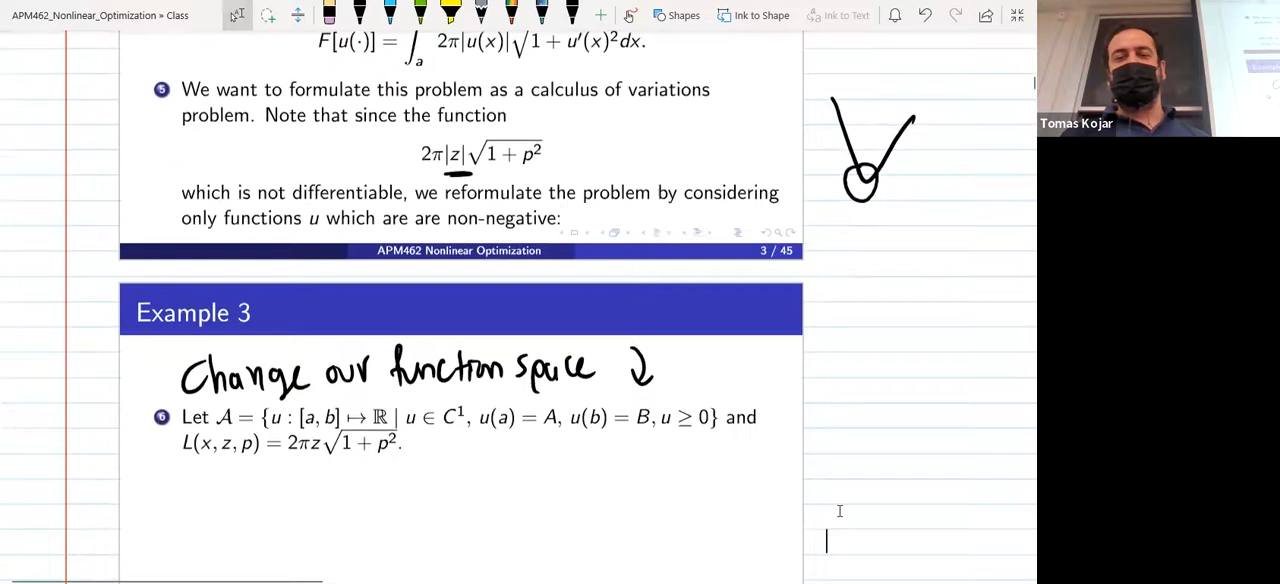 APM462_Nonlinear_Optimization » Class
Shapes
Ink to Shape
Ink to Text
F[u(·)] = ∫ₐ 2π|u(x)|√1 + u′(x)²dx.
5 We want to formulate this problem as a calculus of variations
problem. Note that since the function
2π|z|√1 + p²
which is not differentiable, we reformulate the problem by considering
only functions u which are are non-negative:
APM462 Nonlinear Optimization
3 / 45
Example 3
Change our function space ↓
6 Let 𝒜 = {u : [a, b] ↦ ℝ | u ∈ C¹, u(a) = A, u(b) = B, u ≥ 0} and
L(x, z, p) = 2πz√1 + p².
Tomas Kojar